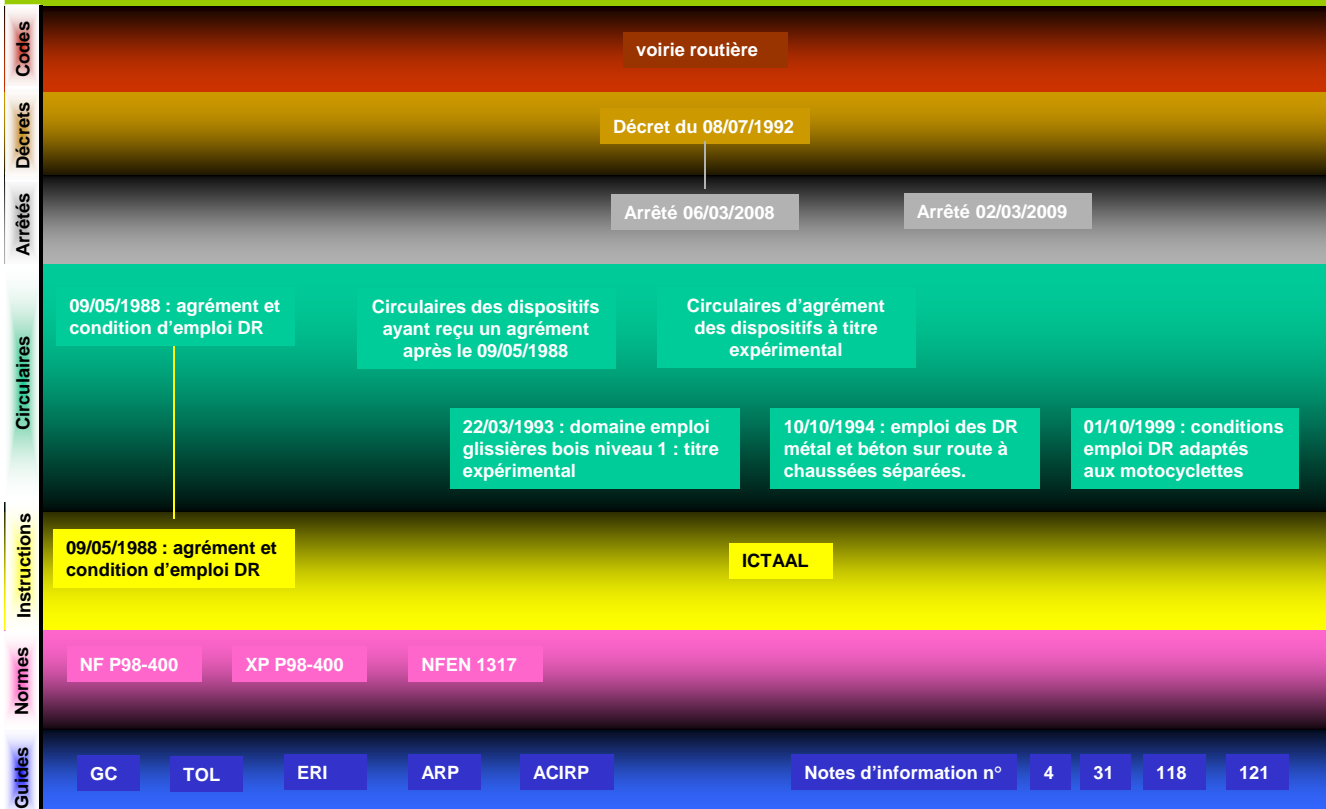 Codes
voirie routière
Décrets
Décret du 08/07/1992
Arrêtés
Arrêté 06/03/2008
Arrêté 02/03/2009
Circulaires
09/05/1988 : agrément et
condition d'emploi DR
Circulaires des dispositifs
ayant reçu un agrément
après le 09/05/1988
Circulaires d'agrément
des dispositifs à titre
expérimental
22/03/1993 : domaine emploi
glissières bois niveau 1 : titre
expérimental
10/10/1994 : emploi des DR
métal et béton sur route à
chaussées séparées.
01/10/1999 : conditions
emploi DR adaptés
aux motocyclettes
Instructions
09/05/1988 : agrément et
condition d'emploi DR
ICTAAL
Normes
NF P98-400
XP P98-400
NFEN 1317
Guides
GC
TOL
ERI
ARP
ACIRP
Notes d'information n°
4
31
118
121